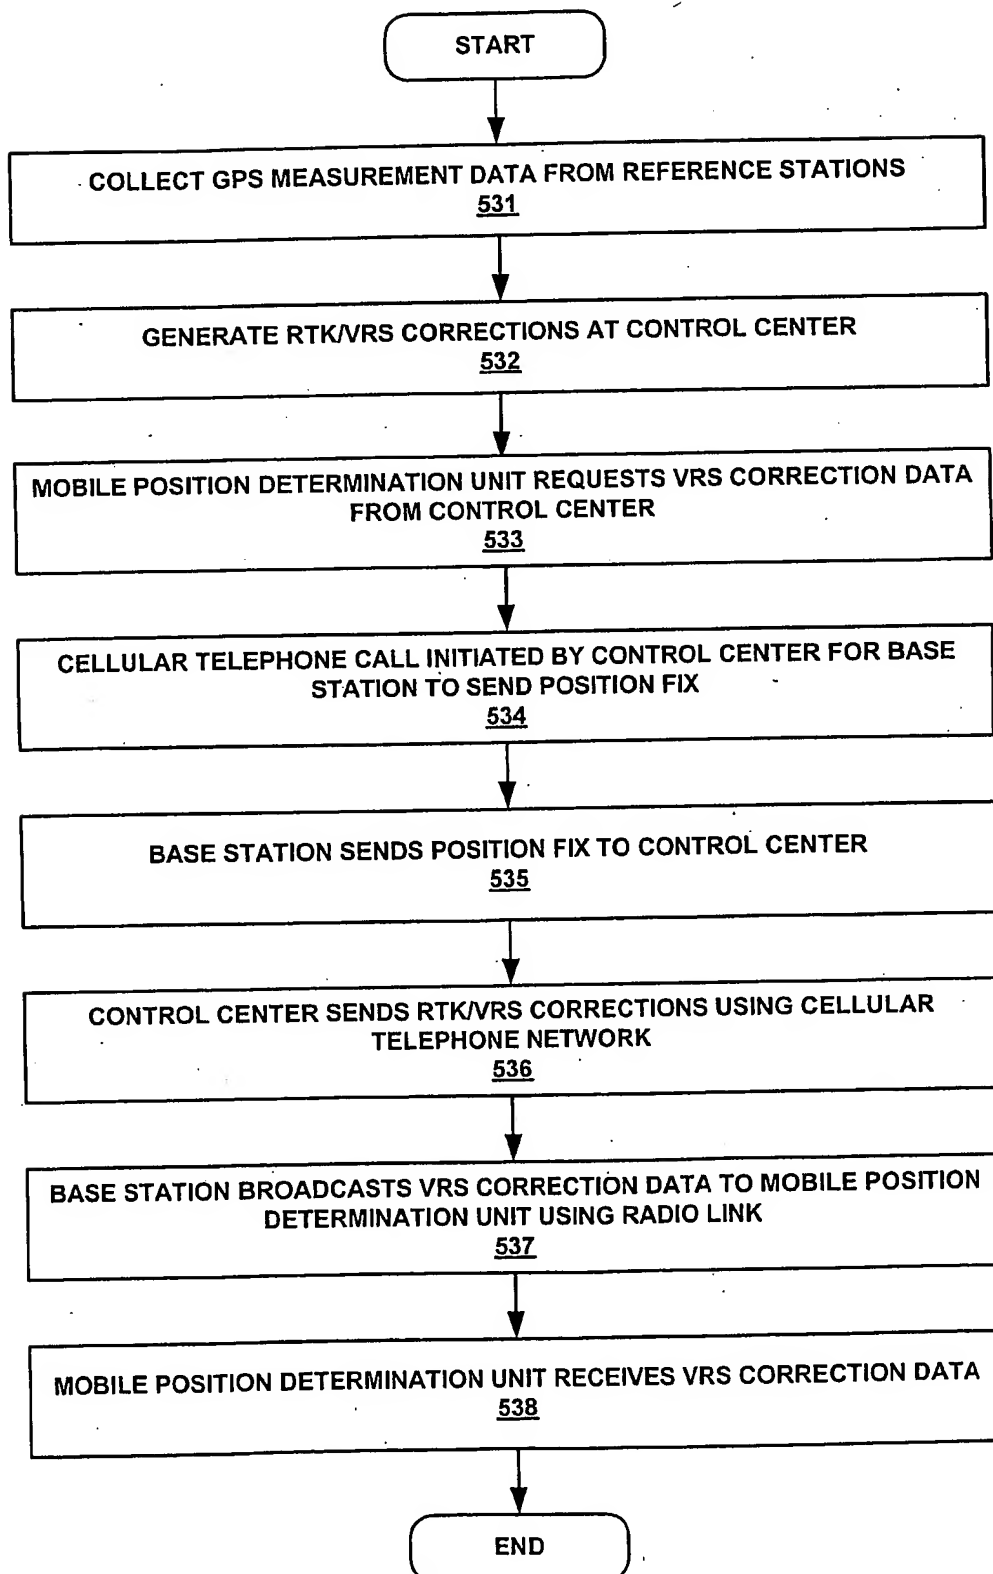 START
COLLECT GPS MEASUREMENT DATA FROM REFERENCE STATIONS
531
GENERATE RTK/VRS CORRECTIONS AT CONTROL CENTER
532
MOBILE POSITION DETERMINATION UNIT REQUESTS VRS CORRECTION DATA
FROM CONTROL CENTER
533
CELLULAR TELEPHONE CALL INITIATED BY CONTROL CENTER FOR BASE
STATION TO SEND POSITION FIX
534
BASE STATION SENDS POSITION FIX TO CONTROL CENTER
535
CONTROL CENTER SENDS RTK/VRS CORRECTIONS USING CELLULAR
TELEPHONE NETWORK
536
BASE STATION BROADCASTS VRS CORRECTION DATA TO MOBILE POSITION
DETERMINATION UNIT USING RADIO LINK
537
MOBILE POSITION DETERMINATION UNIT RECEIVES VRS CORRECTION DATA
538
END